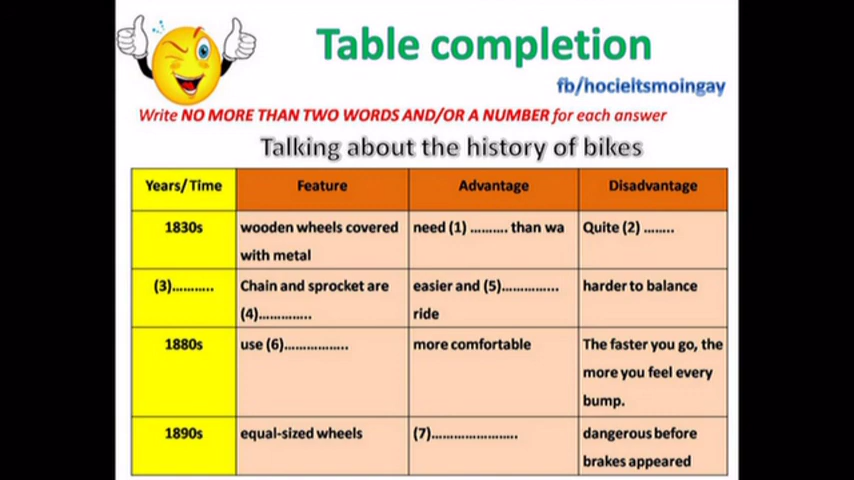 Table completion
fb/hocieltsmoingay
Write NO MORE THAN TWO WORDS AND/OR A NUMBER for each answer
Talking about the history of bikes
Years/Time Feature Advantage Disadvantage
1830s wooden wheels covered need (1) .......... than wa Quite (2) ........
with metal
(3)........... Chain and sprocket are easier and (5)............... harder to balance
(4)............. ride
1880s use (6)................. more comfortable The faster you go, the
more you feel every
bump.
1890s equal-sized wheels (7)....................... dangerous before
brakes appeared